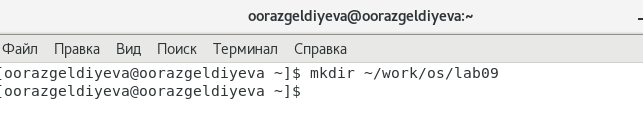 oorazgeldiyeva@oorazgeldiyeva:~
Файл Правка Вид Поиск Терминал Справка
[oorazgeldiyeva@oorazgeldiyeva ~]$ mkdir ~/work/os/lab09
[oorazgeldiyeva@oorazgeldiyeva ~]$